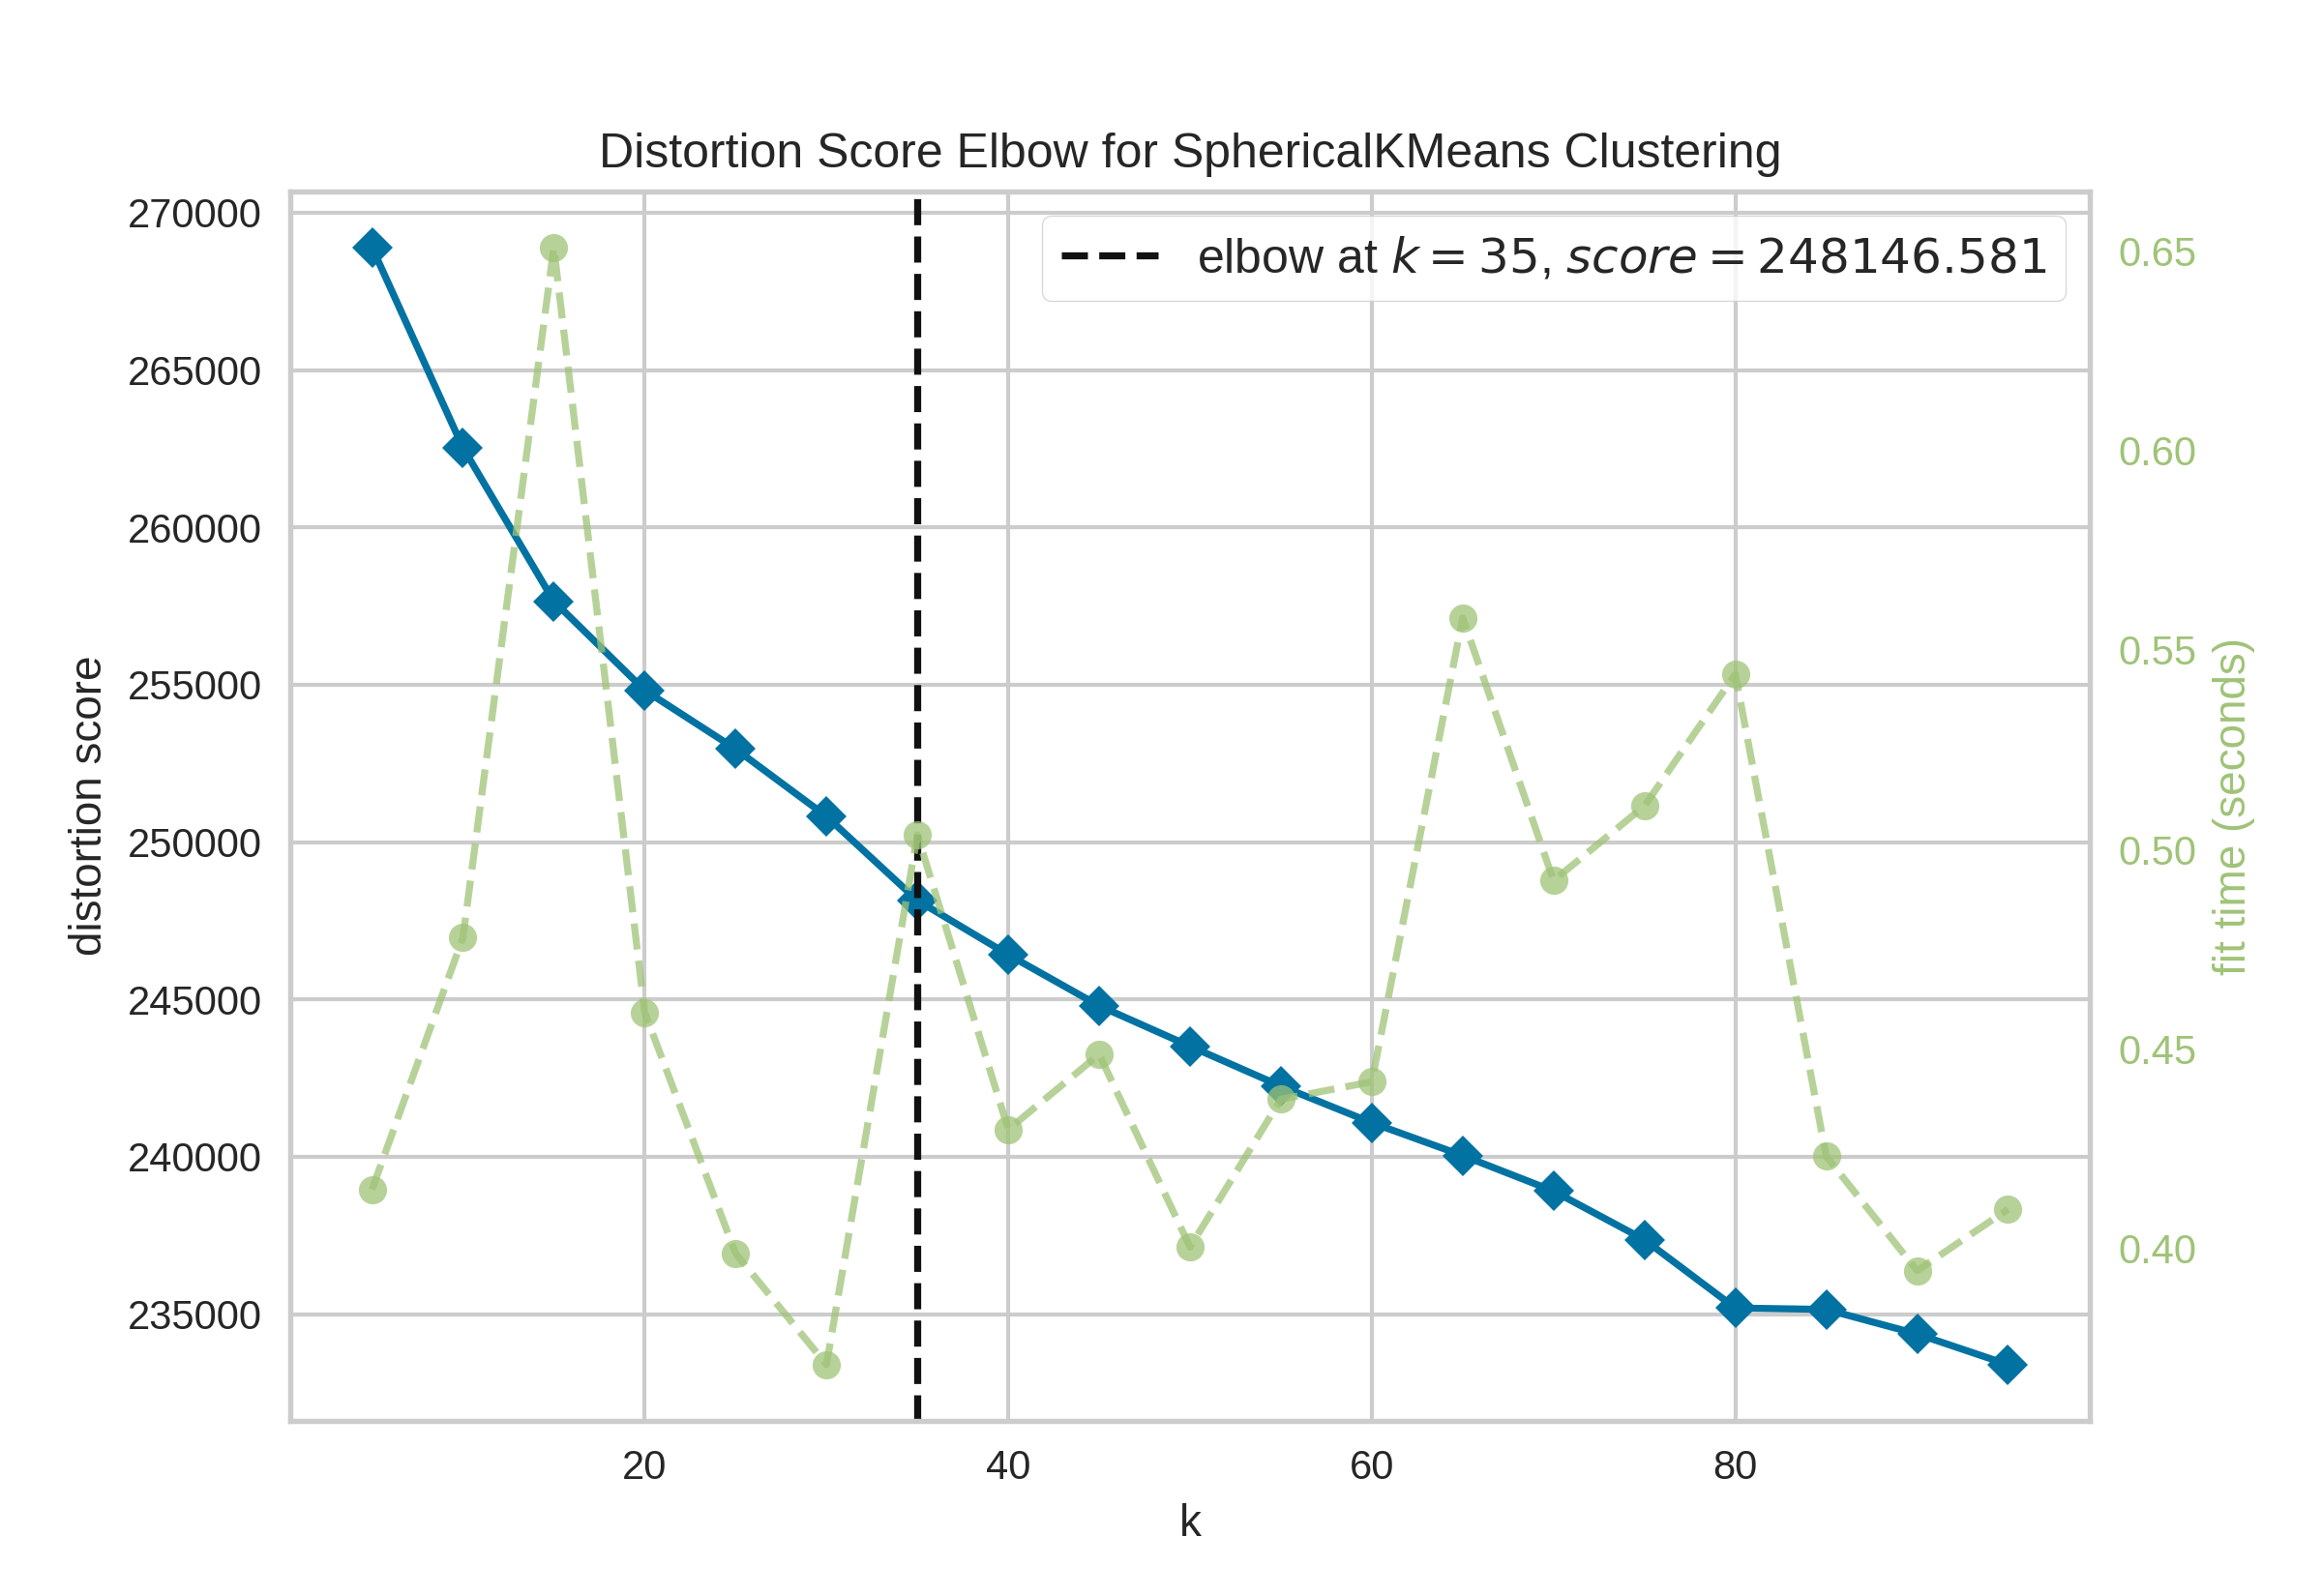 Distortion Score Elbow for SphericalKMeans Clustering
elbow at k = 35, score = 248146.581
distortion score
270000
265000
260000
255000
250000
245000
240000
235000
0.65
0.60
0.55
0.50
0.45
0.40
fit time (seconds)
20 40 60 80
k